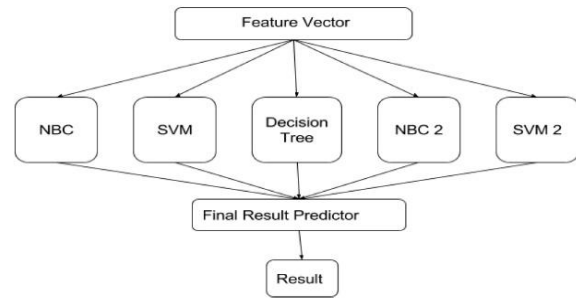 Feature Vector
NBC
SVM
Decision
Tree
NBC 2
SVM 2
Final Result Predictor
Result